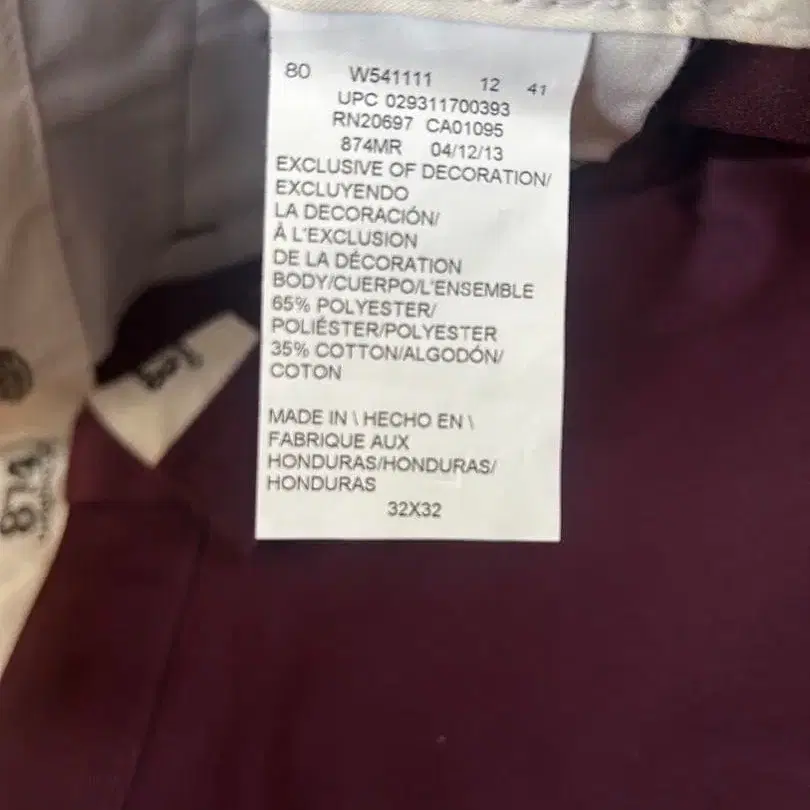 80 W541111 12 41
UPC 029311700393
RN20697 CA01095
874MR 04/12/13
EXCLUSIVE OF DECORATION/
EXCLUYENDO
LA DECORACIÓN/
À L'EXCLUSION
DE LA DÉCORATION
BODY/CUERPO/L'ENSEMBLE
65% POLYESTER/
POLIÉSTER/POLYESTER
35% COTTON/ALGODÓN/
COTON
MADE IN \ HECHO EN \
FABRIQUE AUX
HONDURAS/HONDURAS/
HONDURAS
32X32
874